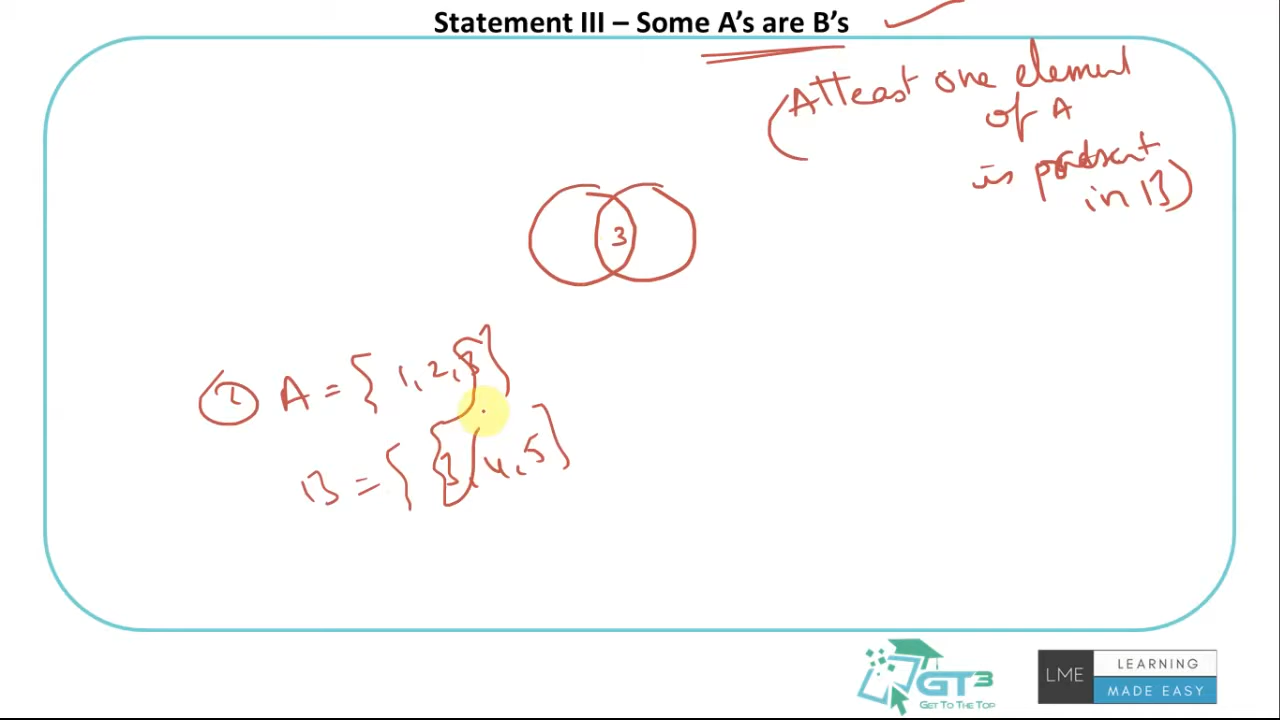 Statement III – Some A's are B's
(Atleast one element
of A
is present
in B)
3
① A = { 1, 2, 3 }
B = { 3, 4, 5 }
GT3
GET TO THE TOP
LME
LEARNING
MADE EASY